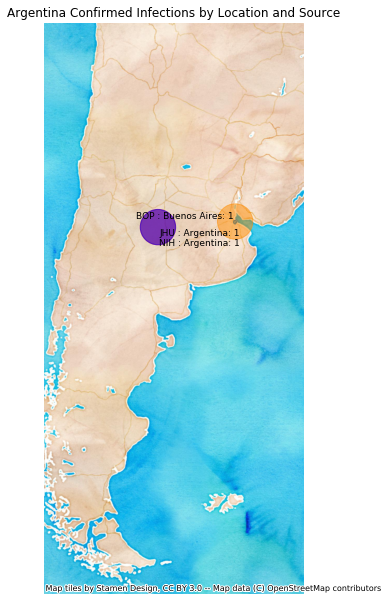 Argentina Confirmed Infections by Location and Source
BOP : Buenos Aires: 1
JHU : Argentina: 1
NIH : Argentina: 1
Map tiles by Stamen Design, CC BY 3.0 -- Map data (C) OpenStreetMap contributors